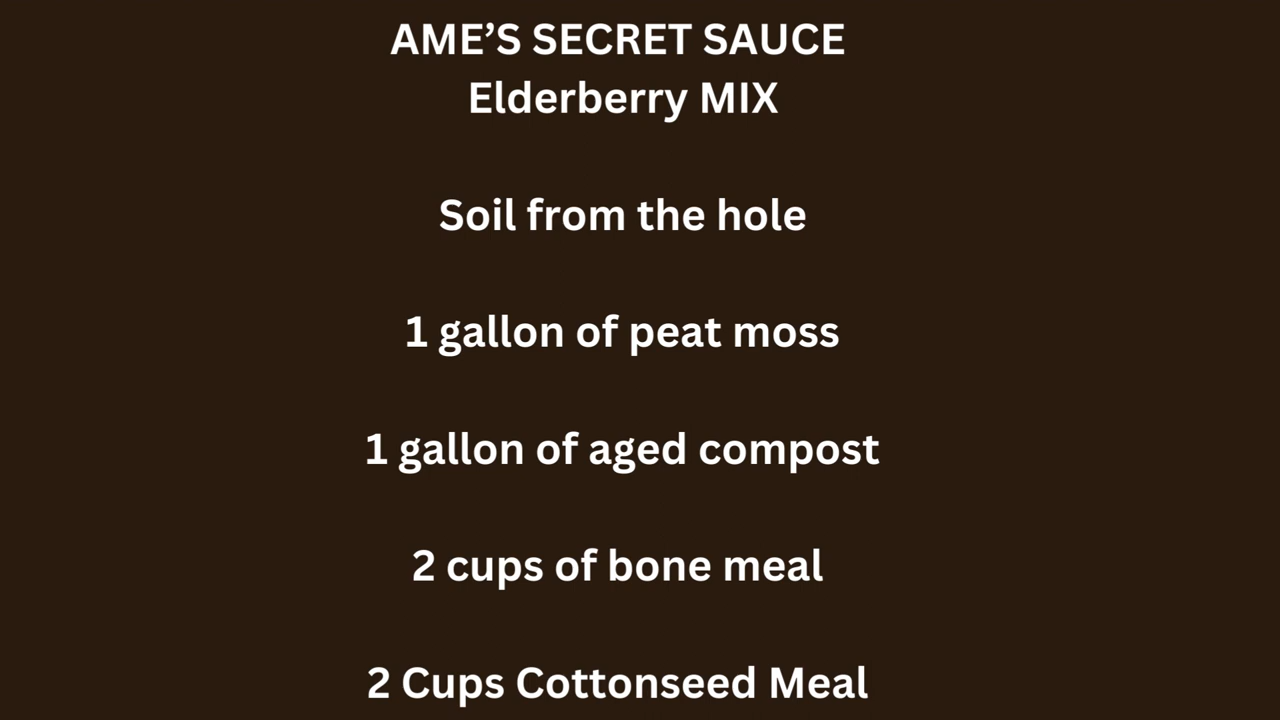 AME’S SECRET SAUCE
Elderberry MIX
Soil from the hole
1 gallon of peat moss
1 gallon of aged compost
2 cups of bone meal
2 Cups Cottonseed Meal